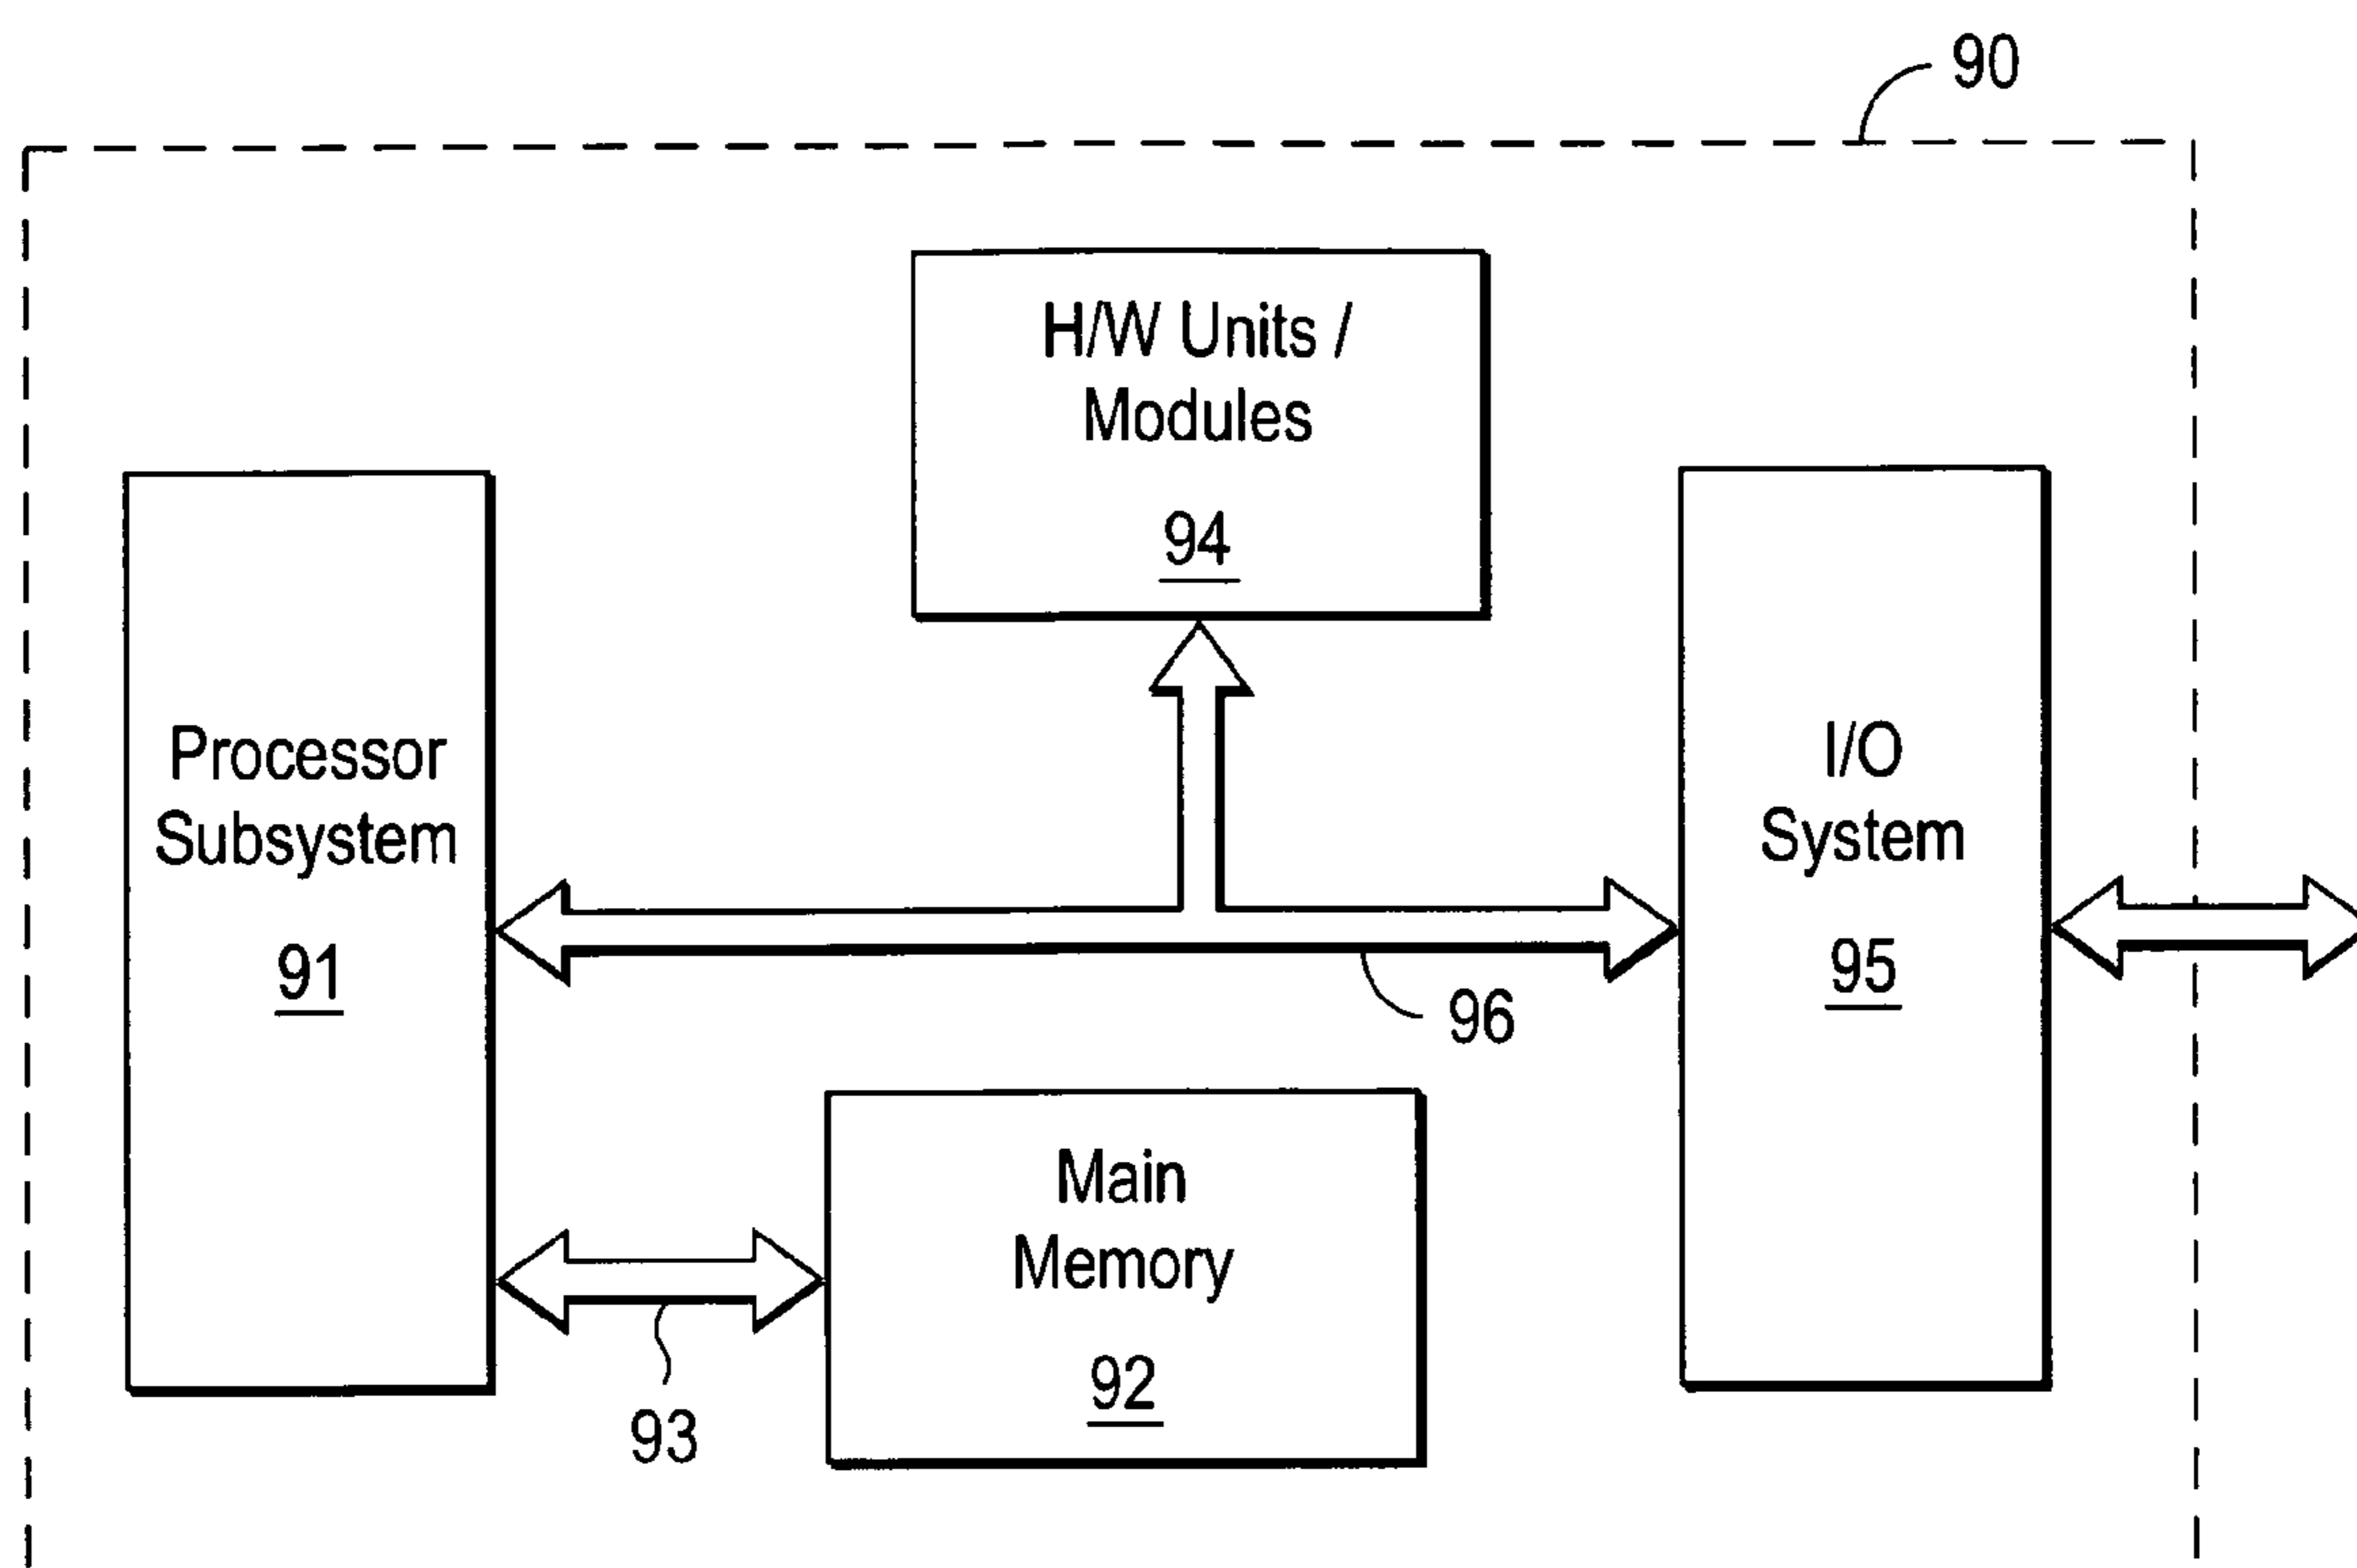 90
H/W Units /
Modules
94
Processor
Subsystem
91
I/O
System
95
96
Main
Memory
92
93